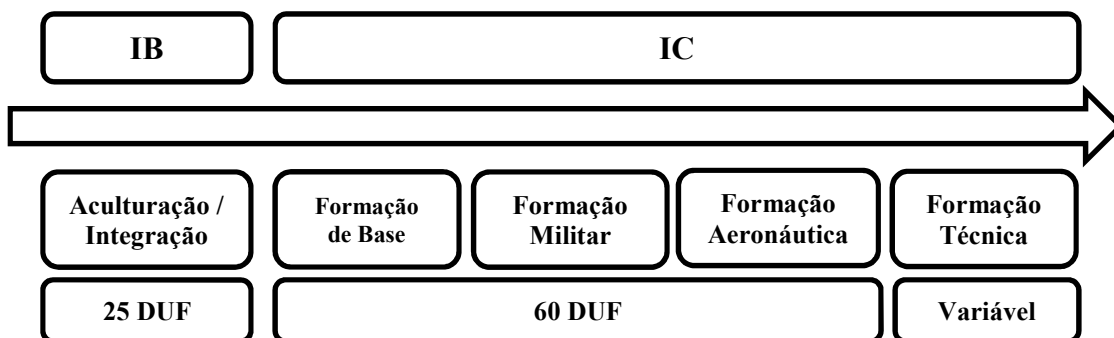 IB
IC
Aculturação /
Integração
Formação
de Base
Formação
Militar
Formação
Aeronáutica
Formação
Técnica
25 DUF
60 DUF
Variável